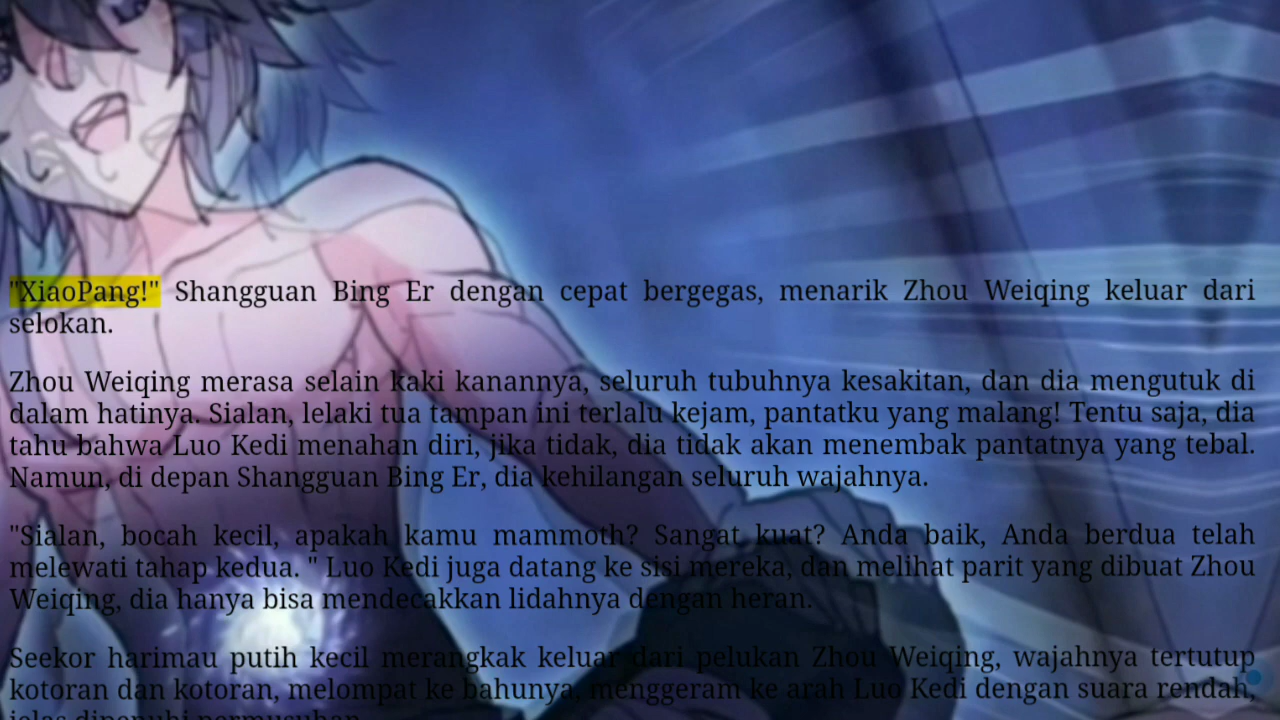 "XiaoPang!" Shangguan Bing Er dengan cepat bergegas, menarik Zhou Weiqing keluar dari
selokan.
Zhou Weiqing merasa selain kaki kanannya, seluruh tubuhnya kesakitan, dan dia mengutuk di
dalam hatinya. Sialan, lelaki tua tampan ini terlalu kejam, pantatku yang malang! Tentu saja, dia
tahu bahwa Luo Kedi menahan diri, jika tidak, dia tidak akan menembak pantatnya yang tebal.
Namun, di depan Shangguan Bing Er, dia kehilangan seluruh wajahnya.
"Sialan, bocah kecil, apakah kamu mammoth? Sangat kuat? Anda baik, Anda berdua telah
melewati tahap kedua. " Luo Kedi juga datang ke sisi mereka, dan melihat parit yang dibuat Zhou
Weiqing, dia hanya bisa mendecakkan lidahnya dengan heran.
Seekor harimau putih kecil merangkak keluar dari pelukan Zhou Weiqing, wajahnya tertutup
kotoran dan kotoran, melompat ke bahunya, menggeram ke arah Luo Kedi dengan suara rendah,
jelas dipenuhi permusuhan.